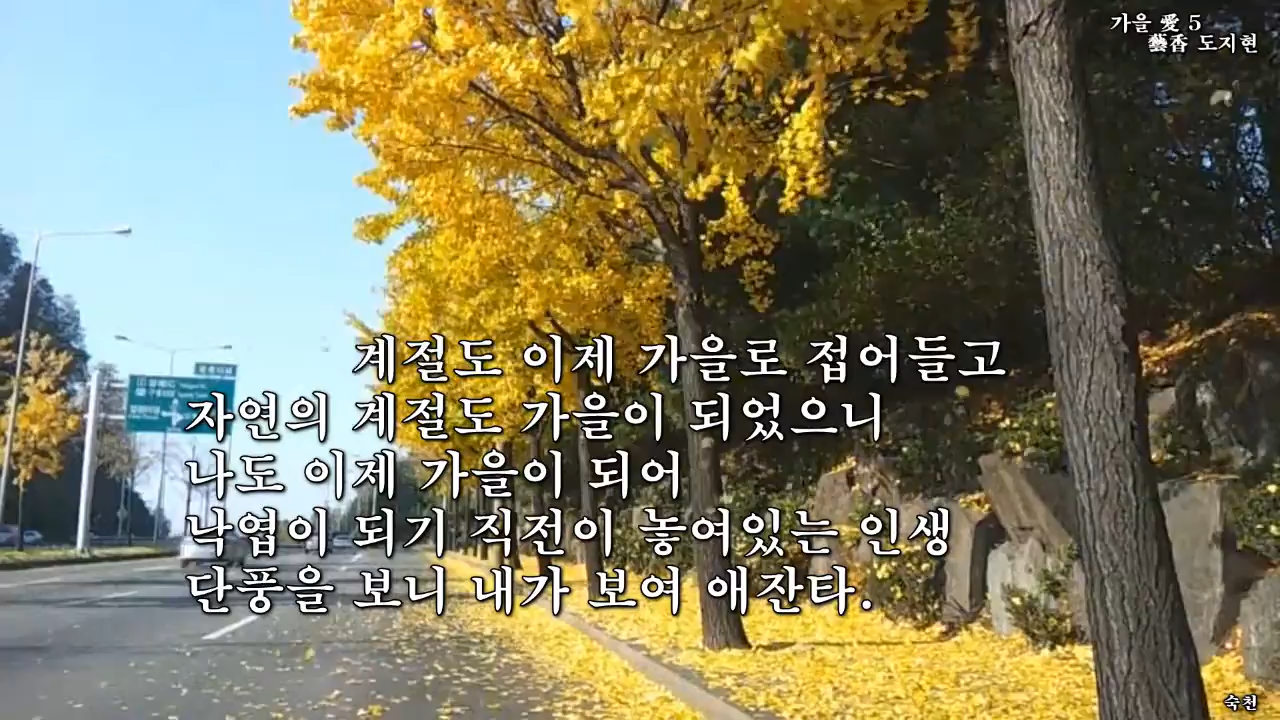 가을 愛 5
藝香 도지현
계절도 이제 가을로 접어들고
자연의 계절도 가을이 되었으니
나도 이제 가을이 되어
낙엽이 되기 직전이 놓여있는 인생
단풍을 보니 내가 보여 애잔타.
숙천